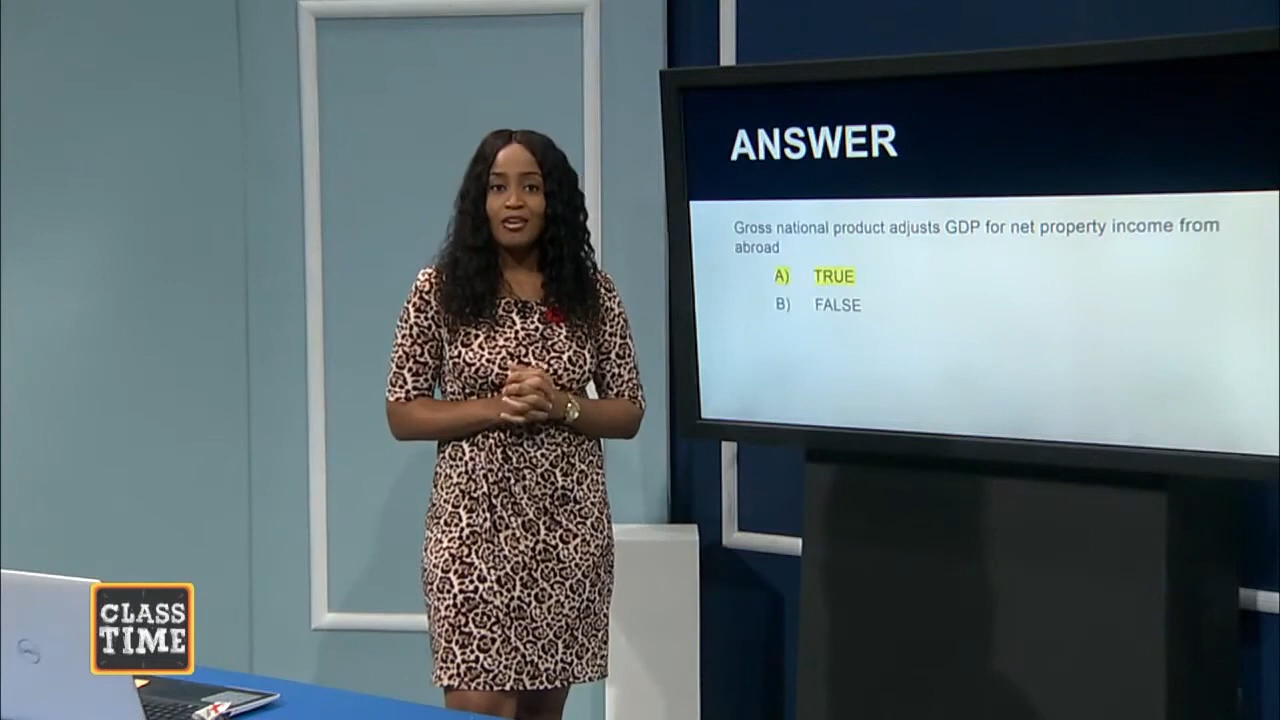 ANSWER
Gross national product adjusts GDP for net property income from
abroad
A) TRUE
B) FALSE
CLASS
TIME